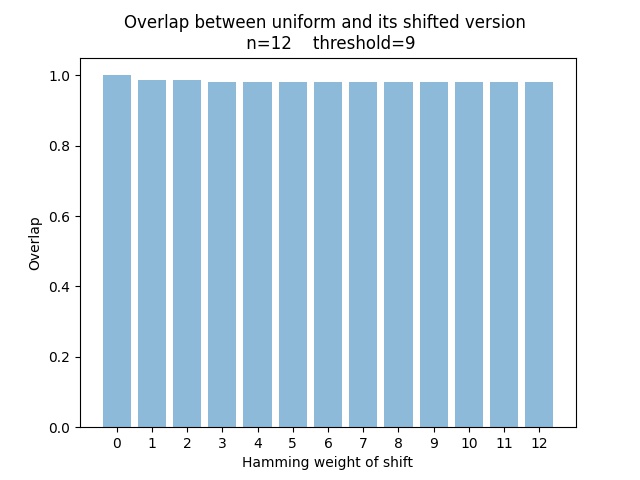 Overlap between uniform and its shifted version
n=12    threshold=9
1.0
0.8
0.6
0.4
0.2
0.0
Overlap
0 1 2 3 4 5 6 7 8 9 10 11 12
Hamming weight of shift